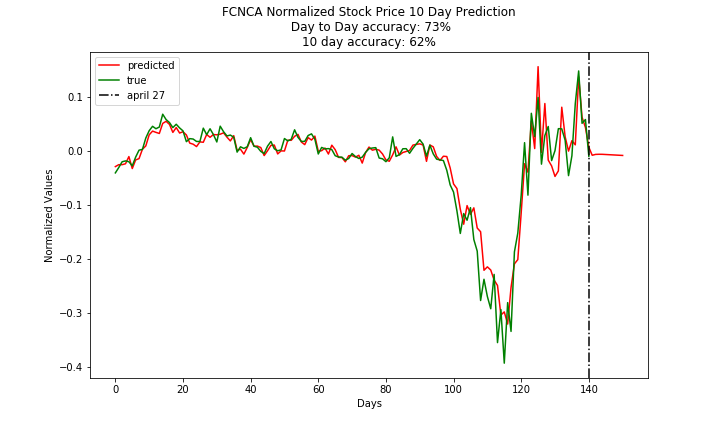 FCNCA Normalized Stock Price 10 Day Prediction
Day to Day accuracy: 73%
10 day accuracy: 62%
predicted
true
april 27
Normalized Values
0.1
0.0
−0.1
−0.2
−0.3
−0.4
0
20
40
60
80
100
120
140
Days